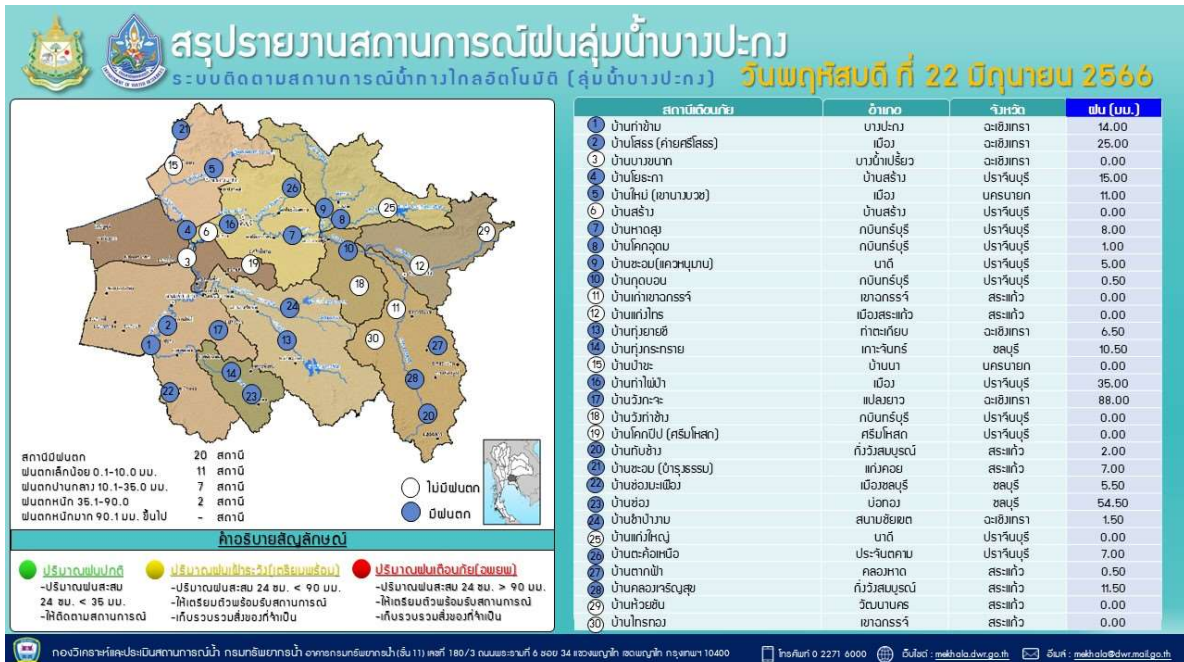 สรุปรายงานสถานการณ์ฝนลุ่มน้ำบางปะกง
ระบบติดตามสถานการณ์น้ำทางไกลอัตโนมัติ (ลุ่มน้ำบางปะกง) วันพฤหัสบดี ที่ 22 มิถุนายน 2566
สถานีเตือนภัย อำเภอ จังหวัด ฝน (มม.)
1 บ้านท่าข้าม บางปะกง ฉะเชิงเทรา 14.00
2 บ้านโสธร (ค่ายศรีโสธร) เมือง ฉะเชิงเทรา 25.00
3 บ้านบางขนาก บางน้ำเปรี้ยว ฉะเชิงเทรา 0.00
4 บ้านโยธะกา บ้านสร้าง ปราจีนบุรี 15.00
5 บ้านใหม่ (เขานางบวช) เมือง นครนายก 11.00
6 บ้านสร้าง บ้านสร้าง ปราจีนบุรี 0.00
7 บ้านหาดสูง กบินทร์บุรี ปราจีนบุรี 8.00
8 บ้านโคกอุดม กบินทร์บุรี ปราจีนบุรี 1.00
9 บ้านชะอม(แควหนุมาน) นาดี ปราจีนบุรี 5.00
10 บ้านกุดบอน กบินทร์บุรี ปราจีนบุรี 0.50
11 บ้านเก่าเขาฉกรรจ์ เขาฉกรรจ์ สระแก้ว 0.00
12 บ้านแก่งไทร เมืองสระแก้ว สระแก้ว 0.00
13 บ้านทุ่งยายชี ท่าตะเกียบ ฉะเชิงเทรา 6.50
14 บ้านทุ่งกระกราย เกาะจันทร์ ชลบุรี 10.50
15 บ้านป่าขะ บ้านนา นครนายก 0.00
16 บ้านท่าไผ่ป่า เมือง ปราจีนบุรี 35.00
17 บ้านวังกะจะ แปลงยาว ฉะเชิงเทรา 88.00
18 บ้านวังท่าช้าง กบินทร์บุรี ปราจีนบุรี 0.00
19 บ้านโคกปีป (ศรีมโหสถ) ศรีมโหสถ ปราจีนบุรี 0.00
20 บ้านทับช้าง กิ่งวังสมบูรณ์ สระแก้ว 2.00
21 บ้านชะอม (บำรุงธรรม) แก่งคอย สระแก้ว 7.00
22 บ้านช่องมะเฟือง เมืองชลบุรี ชลบุรี 5.50
23 บ้านช่อง บ่อทอง ชลบุรี 54.50
24 บ้านชำป่างาม สนามชัยเขต ฉะเชิงเทรา 1.50
25 บ้านแก่งใหญ่ นาดี ปราจีนบุรี 0.00
26 บ้านตะค้อเหนือ ประจันตคาม ปราจีนบุรี 7.00
27 บ้านตากฟ้า คลองหาด สระแก้ว 0.50
28 บ้านคลองเจริญสุข กิ่งวังสมบูรณ์ สระแก้ว 11.50
29 บ้านห้วยชัน วัฒนานคร สระแก้ว 0.00
30 บ้านไทรทอง เขาฉกรรจ์ สระแก้ว 0.00
สถานีมีฝนตก 20 สถานี
ฝนตกเล็กน้อย 0.1-10.0 มม. 11 สถานี
ฝนตกปานกลาง 10.1-35.0 มม. 7 สถานี
ฝนตกหนัก 35.1-90.0 2 สถานี
ฝนตกหนักมาก 90.1 มม. ขึ้นไป - สถานี
ไม่มีฝนตก
มีฝนตก
คำอธิบายสัญลักษณ์
ปริมาณฝนปกติ ปริมาณฝนเฝ้าระวัง(เตรียมพร้อม) ปริมาณฝนเตือนภัย(อพยพ)
-ปริมาณฝนสะสม -ปริมาณฝนสะสม 24 ชม. < 90 มม. -ปริมาณฝนสะสม 24 ชม. > 90 มม.
24 ชม. < 35 มม. -ให้เตรียมตัวพร้อมรับสถานการณ์ -ให้เตรียมตัวพร้อมรับสถานการณ์
-ให้ติดตามสถานการณ์ -เก็บรวบรวมสิ่งของที่จำเป็น -เก็บรวบรวมสิ่งของที่จำเป็น
กองวิเคราะห์และประเมินสถานการณ์น้ำ กรมทรัพยากรน้ำ อาคารกรมทรัพยากรน้ำ(ชั้น 11) เลขที่ 180/3 ถนนพระรามที่ 6 ซอย 34 แขวงพญาไท เขตพญาไท กรุงเทพฯ 10400 โทรศัพท์ 0 2271 6000 เว็บไซต์ : mekhala.dwr.go.th อีเมล์ : mekhala@dwr.mail.go.th